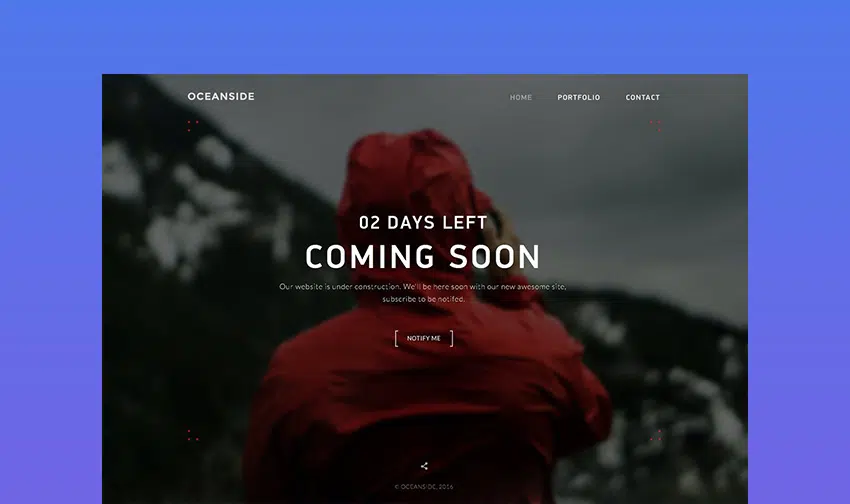 OCEANSIDE
HOME PORTFOLIO CONTACT
02 DAYS LEFT
COMING SOON
Our website is under construction. We'll be here soon with our new awesome site,
subscribe to be notifed.
NOTIFY ME
© OCEANSIDE, 2016